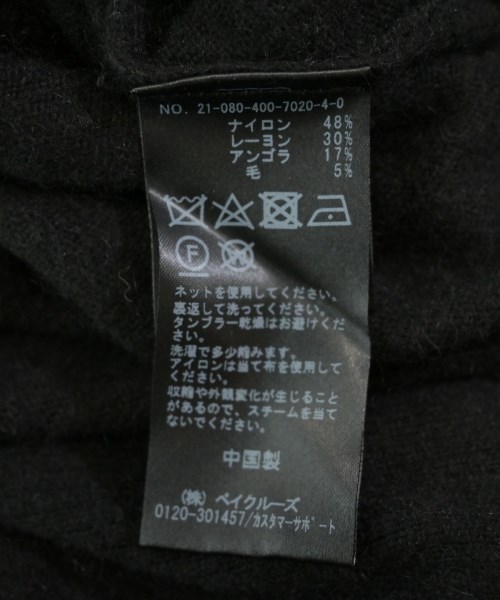 NO. 21-080-400-7020-4-0
ナイロン 48%
レーヨン 30%
アンゴラ 17%
毛 5%
F
ネットを使用してください。
裏返して洗ってください。
タンブラー乾燥はお避けくだ
さい。
洗濯で多少縮みます。
アイロンは当て布を使用して
ください。
収縮や外観変化が生じること
があるので、スチームを当て
ないでください。
中国製
(株) ベイクルーズ
0120-301457/カスタマーサポート